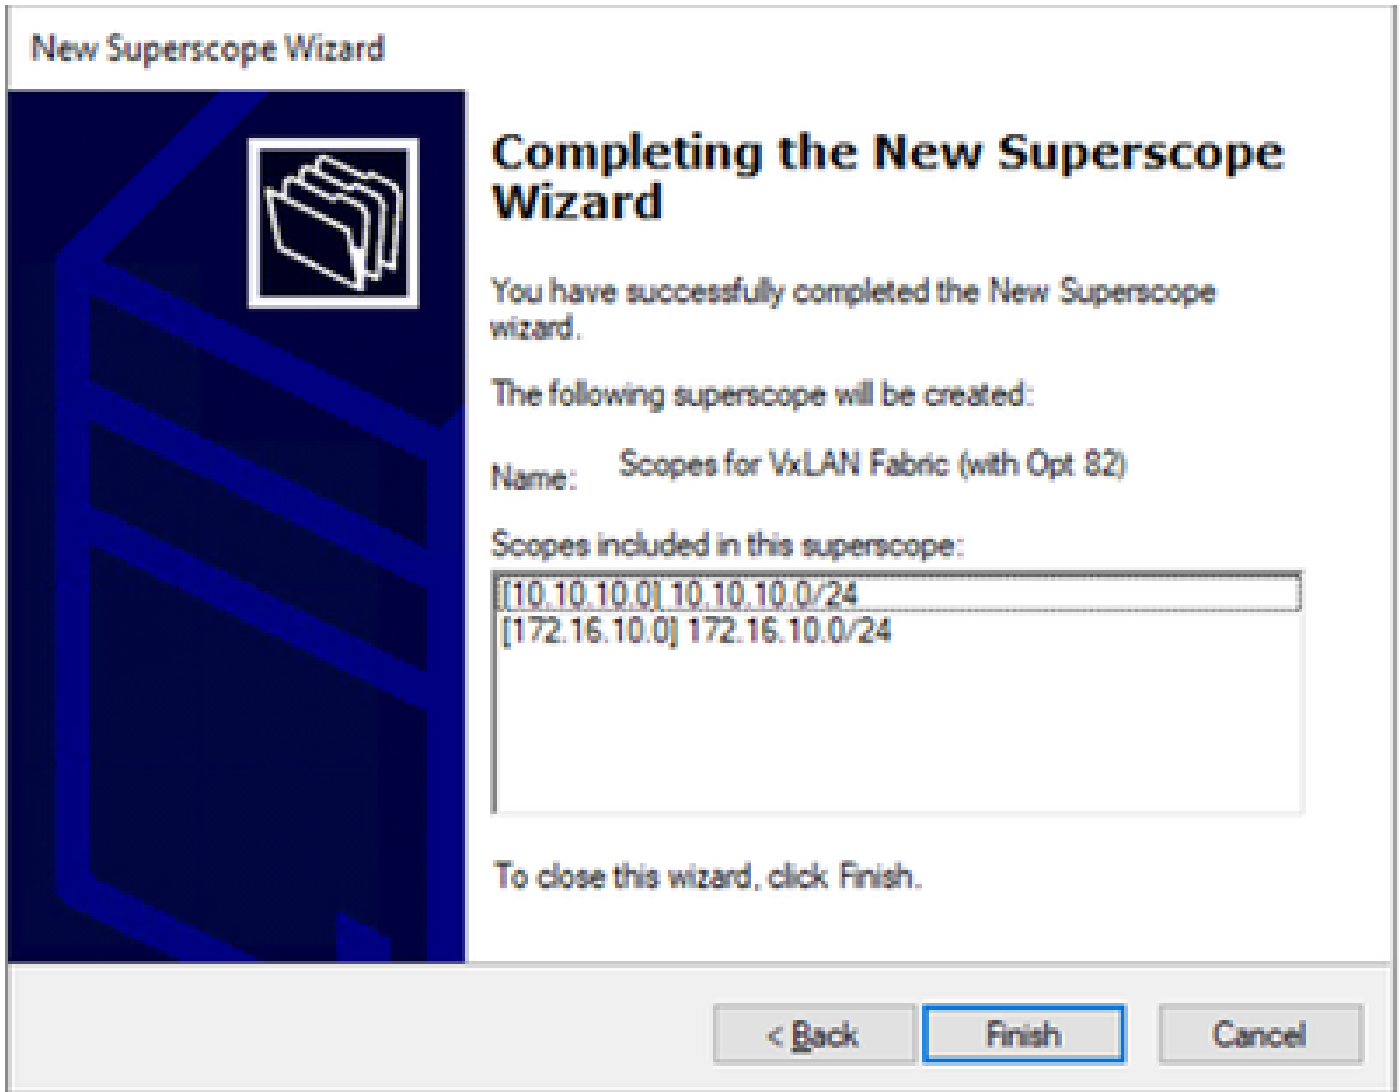 New Superscope Wizard
Completing the New Superscope
Wizard
You have successfully completed the New Superscope
wizard.
The following superscope will be created:
Name: Scopes for VxLAN Fabric (with Opt 82)
Scopes included in this superscope:
[10.10.10.0] 10.10.10.0/24
[172.16.10.0] 172.16.10.0/24
To close this wizard, click Finish.
< Back Finish Cancel